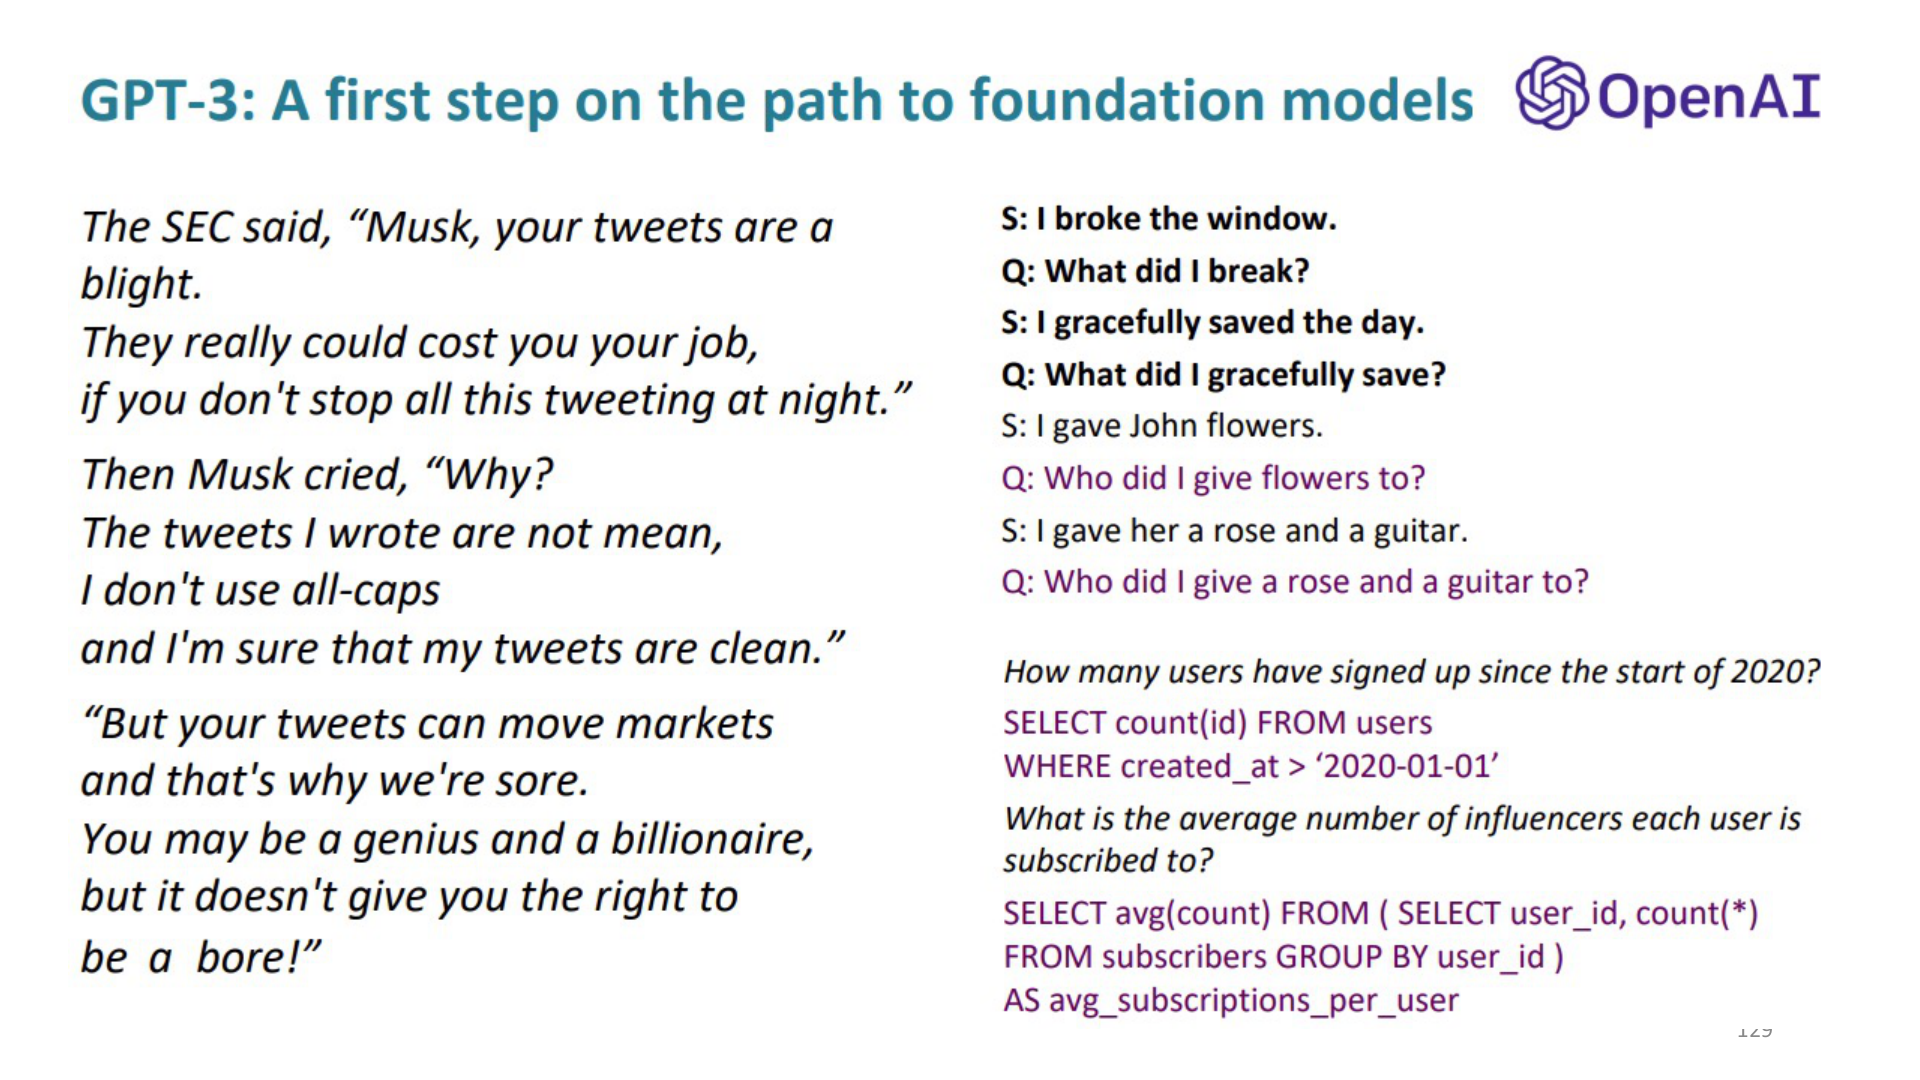 GPT-3: A first step on the path to foundation models
OpenAI
The SEC said, “Musk, your tweets are a
blight.
They really could cost you your job,
if you don't stop all this tweeting at night.”
Then Musk cried, “Why?
The tweets I wrote are not mean,
I don't use all-caps
and I'm sure that my tweets are clean.”
“But your tweets can move markets
and that's why we're sore.
You may be a genius and a billionaire,
but it doesn't give you the right to
be a bore!”
S: I broke the window.
Q: What did I break?
S: I gracefully saved the day.
Q: What did I gracefully save?
S: I gave John flowers.
Q: Who did I give flowers to?
S: I gave her a rose and a guitar.
Q: Who did I give a rose and a guitar to?
How many users have signed up since the start of 2020?
SELECT count(id) FROM users
WHERE created_at > ‘2020-01-01’
What is the average number of influencers each user is
subscribed to?
SELECT avg(count) FROM ( SELECT user_id, count(*)
FROM subscribers GROUP BY user_id )
AS avg_subscriptions_per_user
129